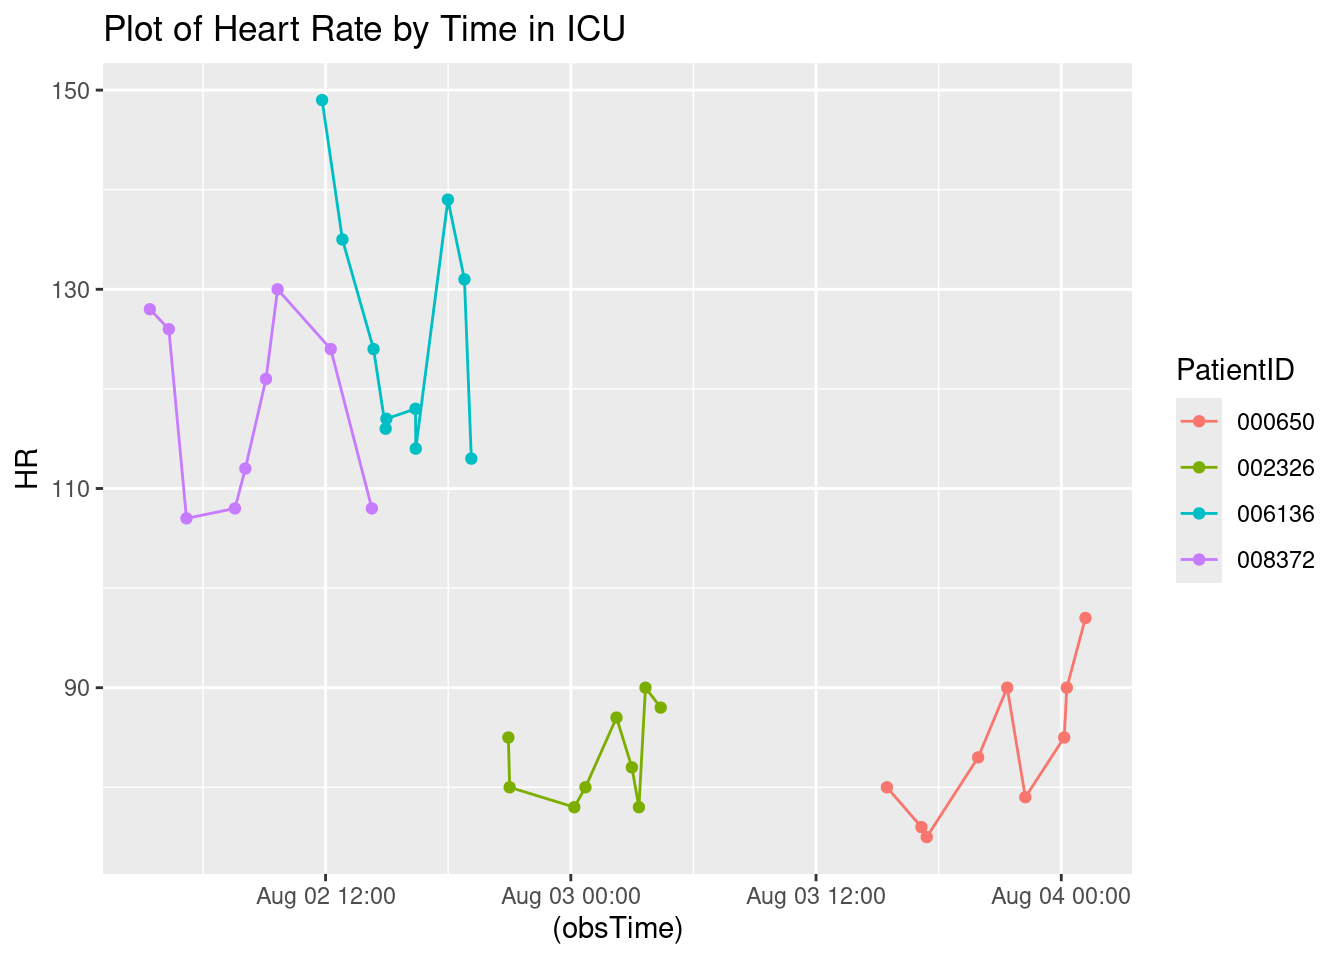 Plot of Heart Rate by Time in ICU
150
130
110
90
HR
Aug 02 12:00
Aug 03 00:00
Aug 03 12:00
Aug 04 00:00
(obsTime)
PatientID
000650
002326
006136
008372